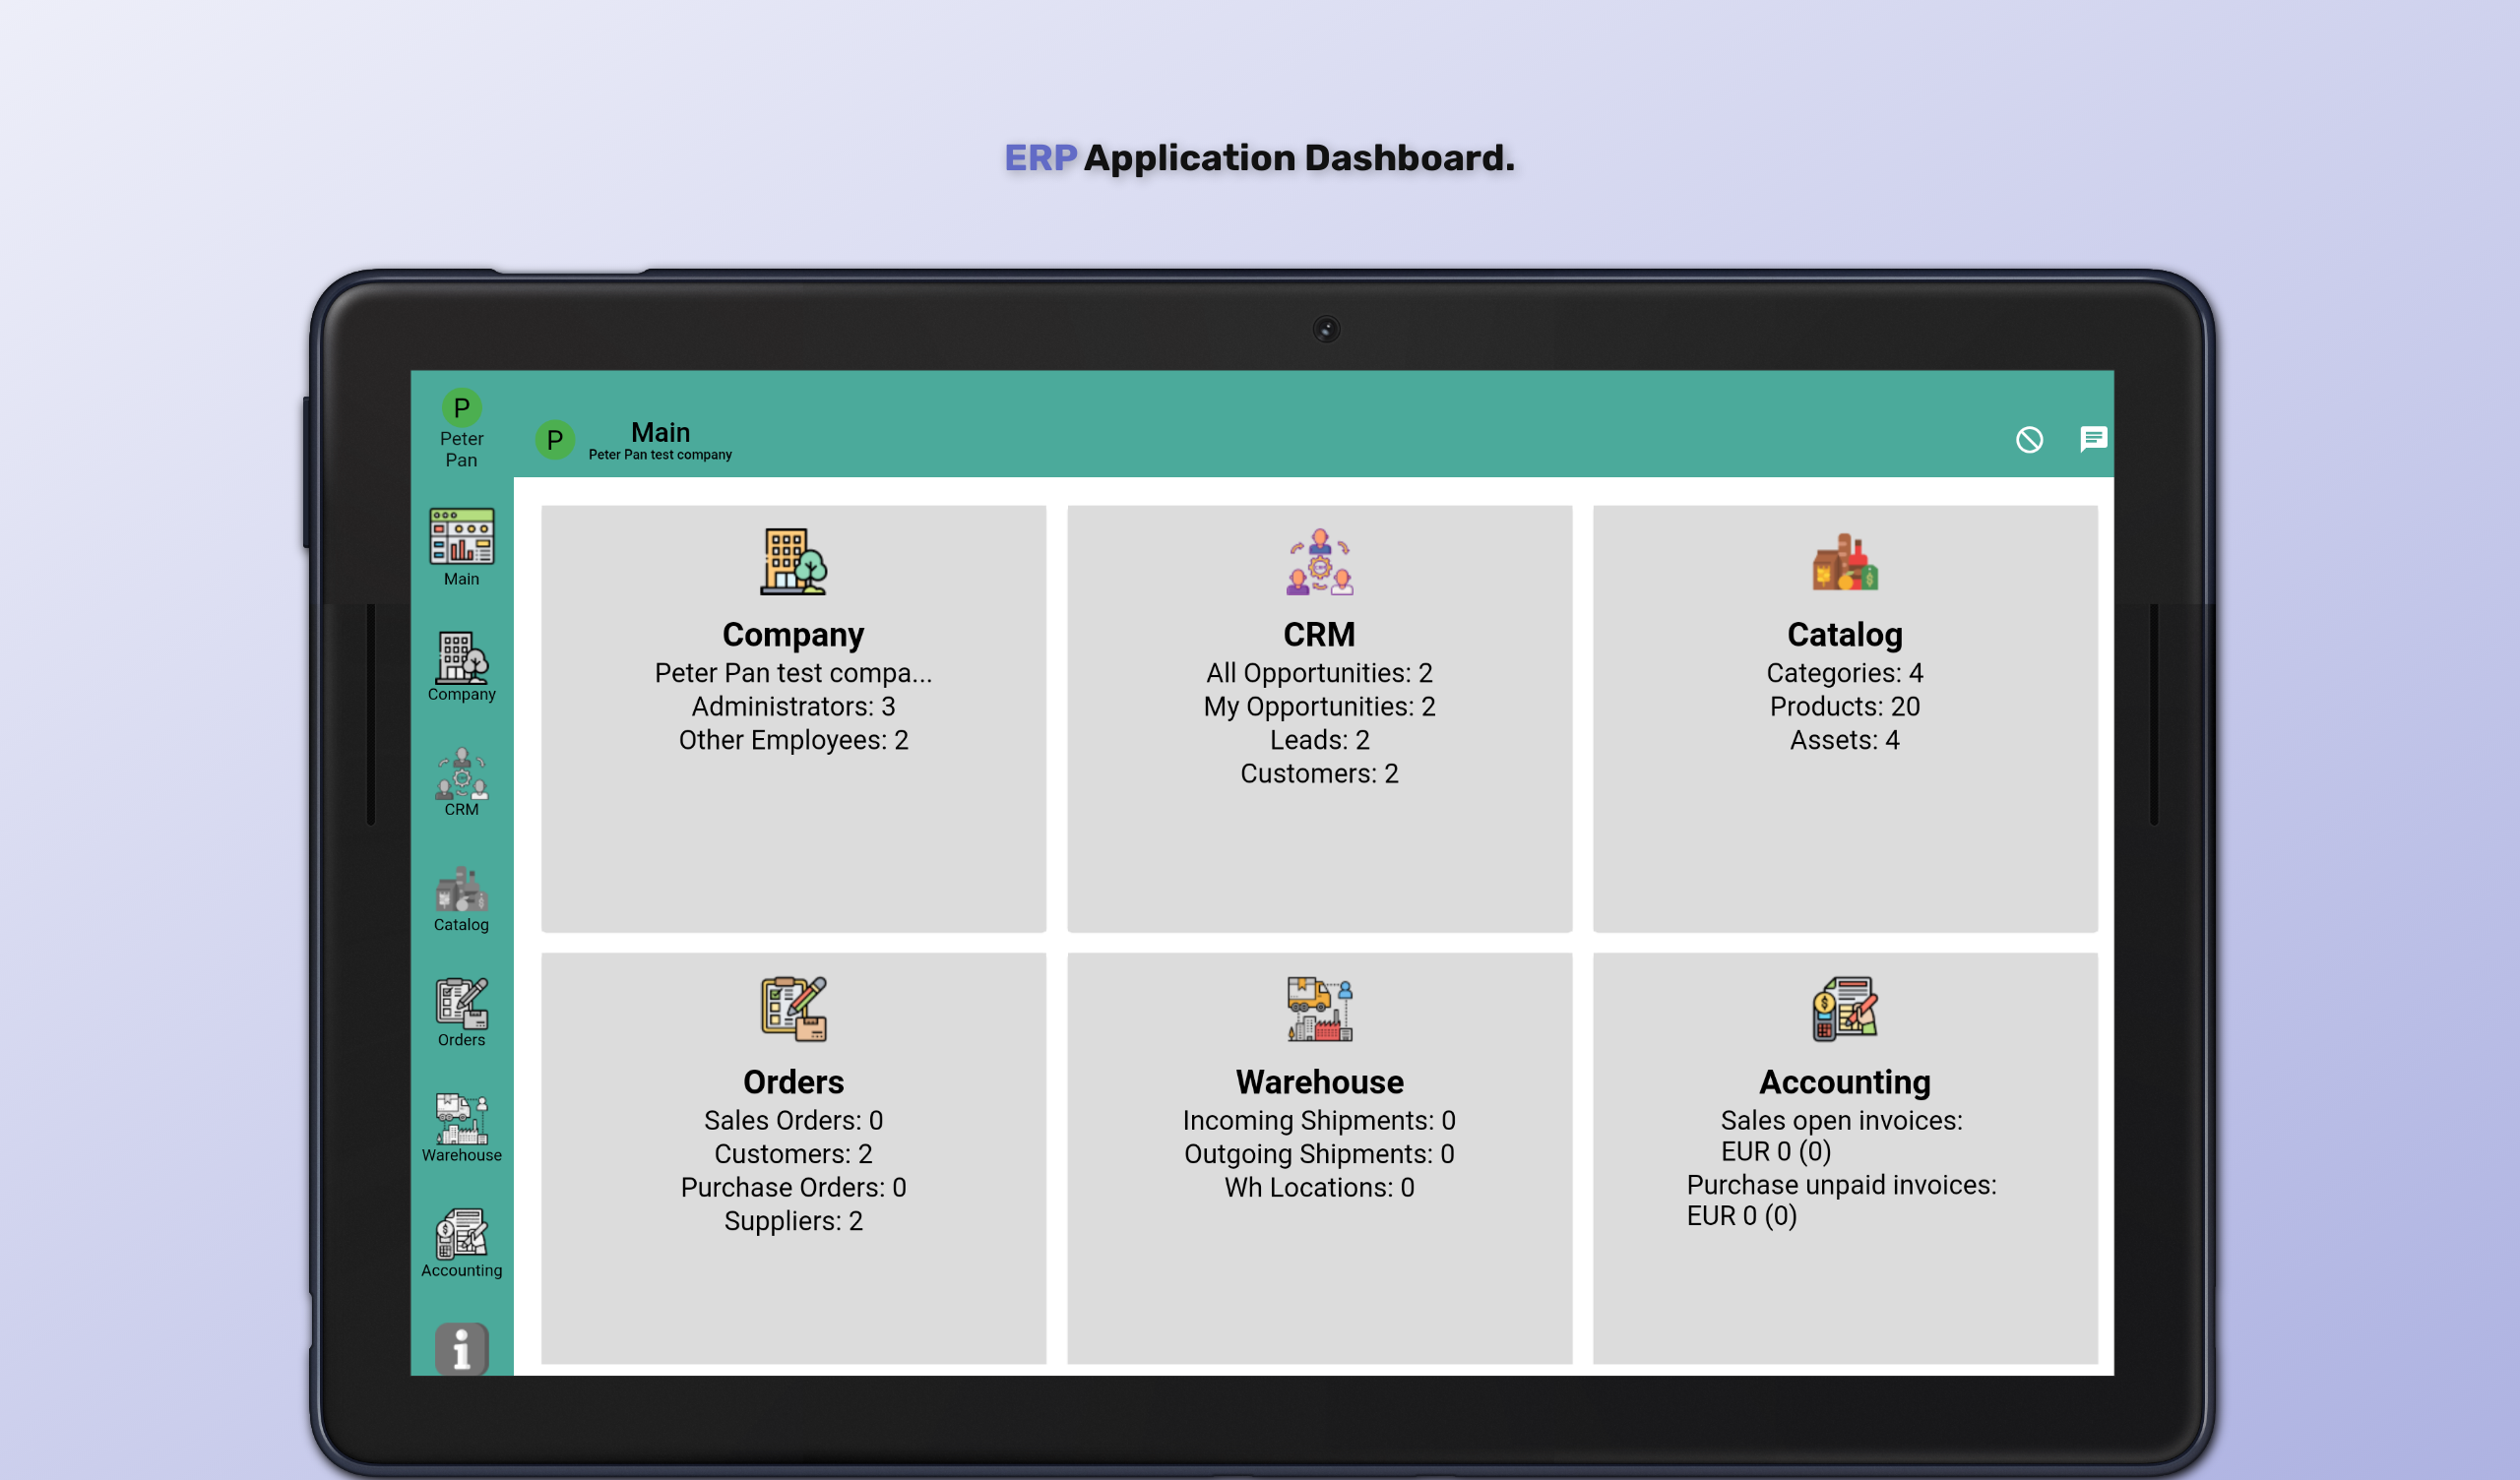 ERP Application Dashboard.
P
Peter
Pan
P
Main
Peter Pan test company
Main
Company
CRM
Catalog
Orders
Warehouse
Accounting
i
Company
Peter Pan test compa...
Administrators: 3
Other Employees: 2
CRM
All Opportunities: 2
My Opportunities: 2
Leads: 2
Customers: 2
Catalog
Categories: 4
Products: 20
Assets: 4
Orders
Sales Orders: 0
Customers: 2
Purchase Orders: 0
Suppliers: 2
Warehouse
Incoming Shipments: 0
Outgoing Shipments: 0
Wh Locations: 0
Accounting
Sales open invoices:
EUR 0 (0)
Purchase unpaid invoices:
EUR 0 (0)